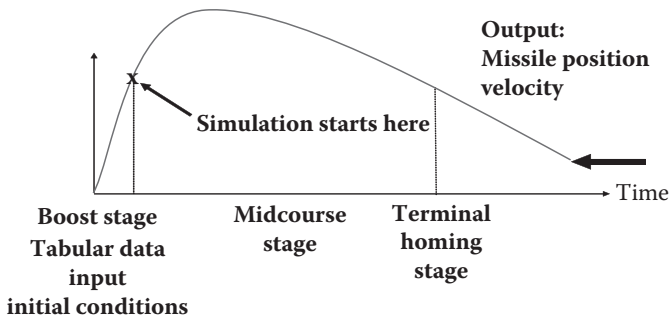 Output:
Missile position
velocity
x
Simulation starts here
Time
Boost stage
Tabular data
input
initial conditions
Midcourse
stage
Terminal
homing
stage